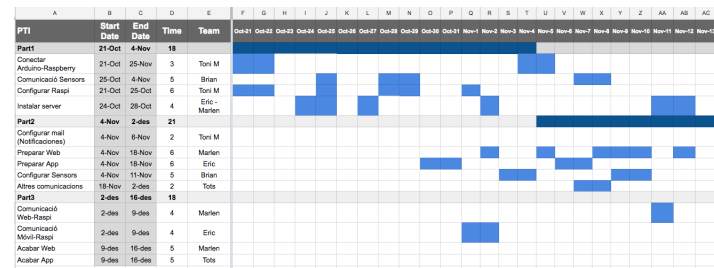 A B C D E F G H I J K L M N O P Q R S T U V W X Y Z AA AB AC
PTI Start Date End Date Time Team Oct-21 Oct-22 Oct-23 Oct-24 Oct-25 Oct-26 Oct-27 Oct-28 Oct-29 Oct-30 Oct-31 Nov-1 Nov-2 Nov-3 Nov-4 Nov-5 Nov-6 Nov-7 Nov-8 Nov-9 Nov-10 Nov-11 Nov-12 Nov-13
Part1 21-Oct 4-Nov 18
Conectar
Arduino-Raspberry 21-Oct 25-Nov 3 Toni M
Comunicació Sensors 25-Oct 4-Nov 5 Brian
Configurar Raspi 21-Oct 25-Oct 6 Toni M
Instalar server 24-Oct 28-Oct 4 Eric -
Marlen
Part2 4-Nov 2-des 21
Configurar mail
(Notificaciones) 4-Nov 6-Nov 2 Toni M
Preparar Web 4-Nov 18-Nov 6 Marlen
Preparar App 4-Nov 18-Nov 6 Eric
Configurar Sensors 4-Nov 11-Nov 5 Brian
Altres comunicacions 18-Nov 2-des 2 Tots
Part3 2-des 16-des 18
Comunicació
Web-Raspi 2-des 9-des 4 Marlen
Comunicació
Móvil-Raspi 2-des 9-des 4 Eric
Acabar Web 9-des 16-des 5 Marlen
Acabar App 9-des 16-des 5 Tots